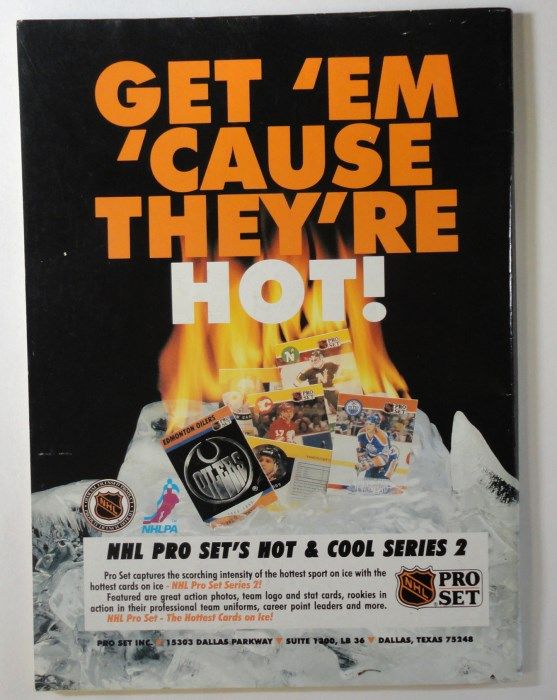 GET 'EM
'CAUSE
THEY'RE
HOT!
EDMONTON OILERS
OILERS
NHL
NHLPA
NHL PRO SET'S HOT & COOL SERIES 2
Pro Set captures the scorching intensity of the hottest sport on ice with the
hottest cards on ice - NHL Pro Set Series 2!
Featured are great action photos, team logo and stat cards, rookies in
action in their professional team uniforms, career point leaders and more.
NHL Pro Set - The Hottest Cards on Ice!
NHL
PRO
SET
PRO SET INC. ▼ 15303 DALLAS PARKWAY ▼ SUITE 1300, LB 36 ▼ DALLAS, TEXAS 75248